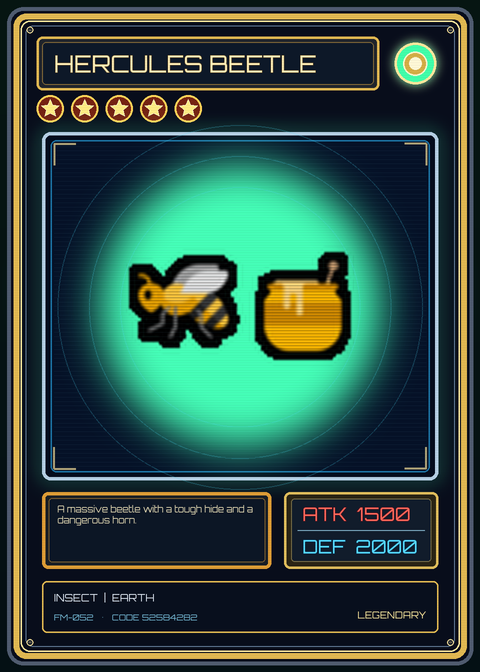 HERCULES BEETLE
A massive beetle with a tough hide and a
dangerous horn.
ATK 1500
DEF 2000
INSECT | EARTH
FM-052 · CODE 52584282
LEGENDARY